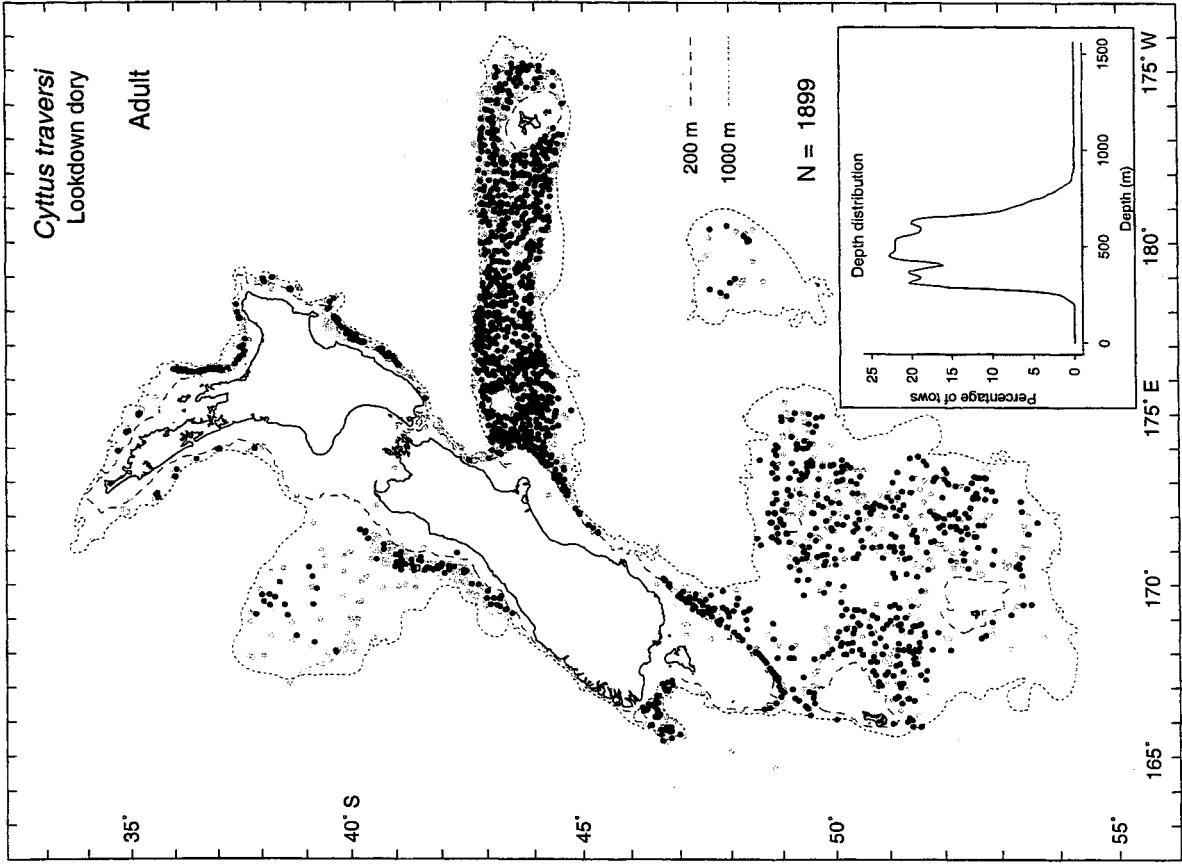 Cyttus traversi
Lookdown dory
Adult
35°
40° S
45°
50°
55°
165°
170°
175° E
180°
175° W
200 m
1000 m
N = 1899
Depth distribution
Percentage of tows
25
20
15
10
5
0
0
500
1000
1500
Depth (m)